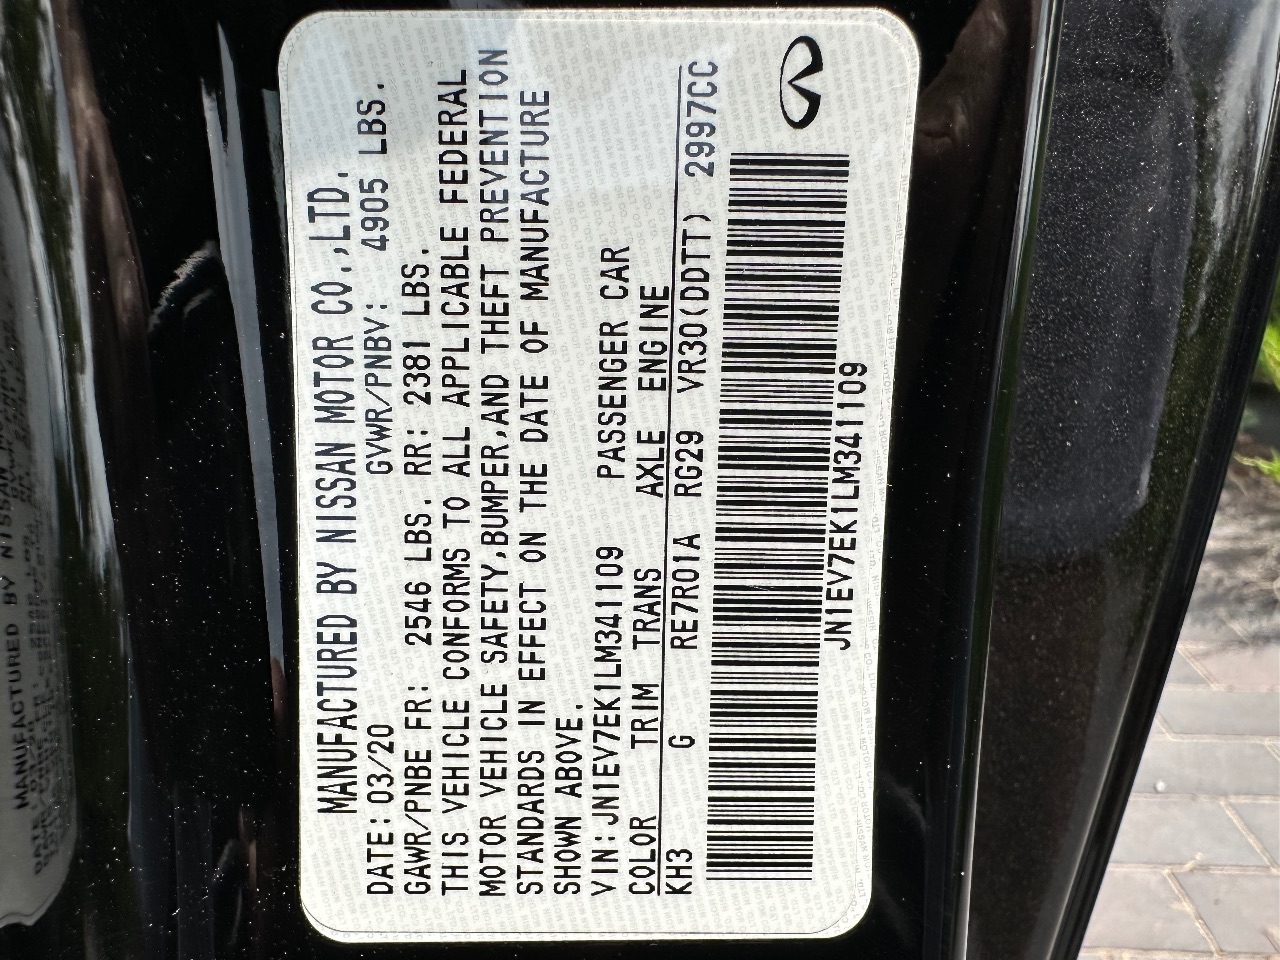 MANUFACTURED BY NISSAN MOTOR CO.,LTD.
DATE:03/20 GVWR/PNBV: 4905 LBS.
GAWR/PNBE FR: 2546 LBS. RR: 2381 LBS.
THIS VEHICLE CONFORMS TO ALL APPLICABLE FEDERAL
MOTOR VEHICLE SAFETY,BUMPER,AND THEFT PREVENTION
STANDARDS IN EFFECT ON THE DATE OF MANUFACTURE
SHOWN ABOVE.
VIN:JN1EV7EK1LM341109 PASSENGER CAR
COLOR TRIM TRANS AXLE ENGINE
KH3 G RE7R01A RG29 VR30(DDTT) 2997CC
JN1EV7EK1LM341109